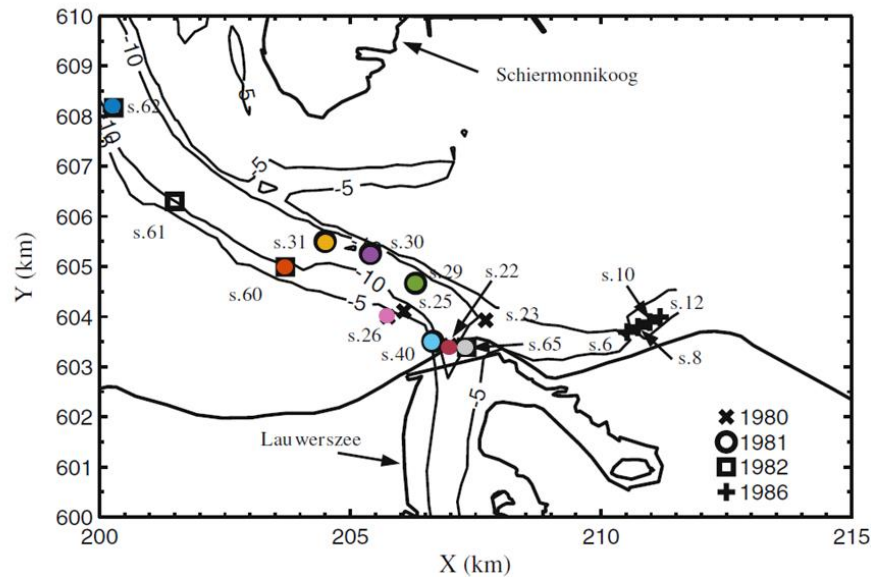 610
609
608
607
606
605
604
603
602
601
600
Y (km)
200
205
210
215
X (km)
-10
-5
Schiermonnikoog
5
s.62
10
-5
-5
s.61
s.31
s.30
s.60
-10
s.29
s.22
s.10
-5
s.25
s.12
s.26
s.23
s.6
s.40
s.65
s.8
-5
Lauwerszee
1980
1981
1982
1986